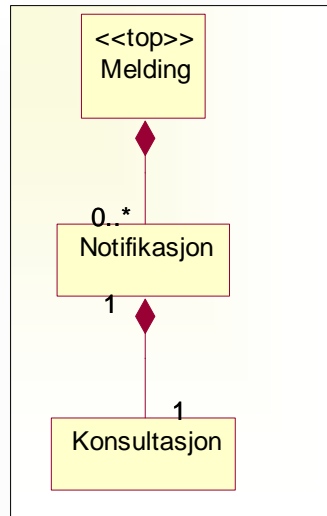 <<top>>
Melding
0..*
Notifikasjon
1
1
Konsultasjon